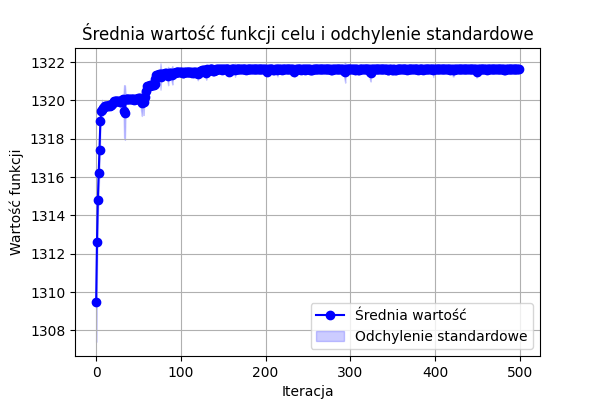 Średnia wartość funkcji celu i odchylenie standardowe
1322
1320
1318
1316
1314
1312
1310
1308
Wartość funkcji
Średnia wartość
Odchylenie standardowe
0 100 200 300 400 500
Iteracja